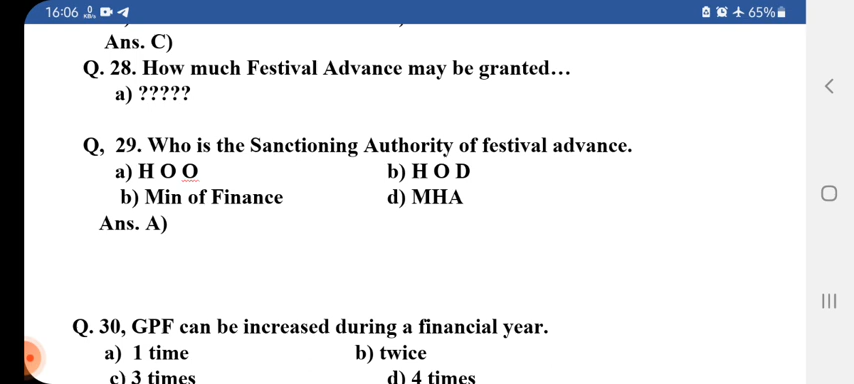 16:06 0 KB/s 65%
Ans. C)
Q. 28. How much Festival Advance may be granted…
a) ?????
Q, 29. Who is the Sanctioning Authority of festival advance.
a) H O O b) H O D
b) Min of Finance d) MHA
Ans. A)
Q. 30, GPF can be increased during a financial year.
a) 1 time b) twice
c) 3 times d) 4 times